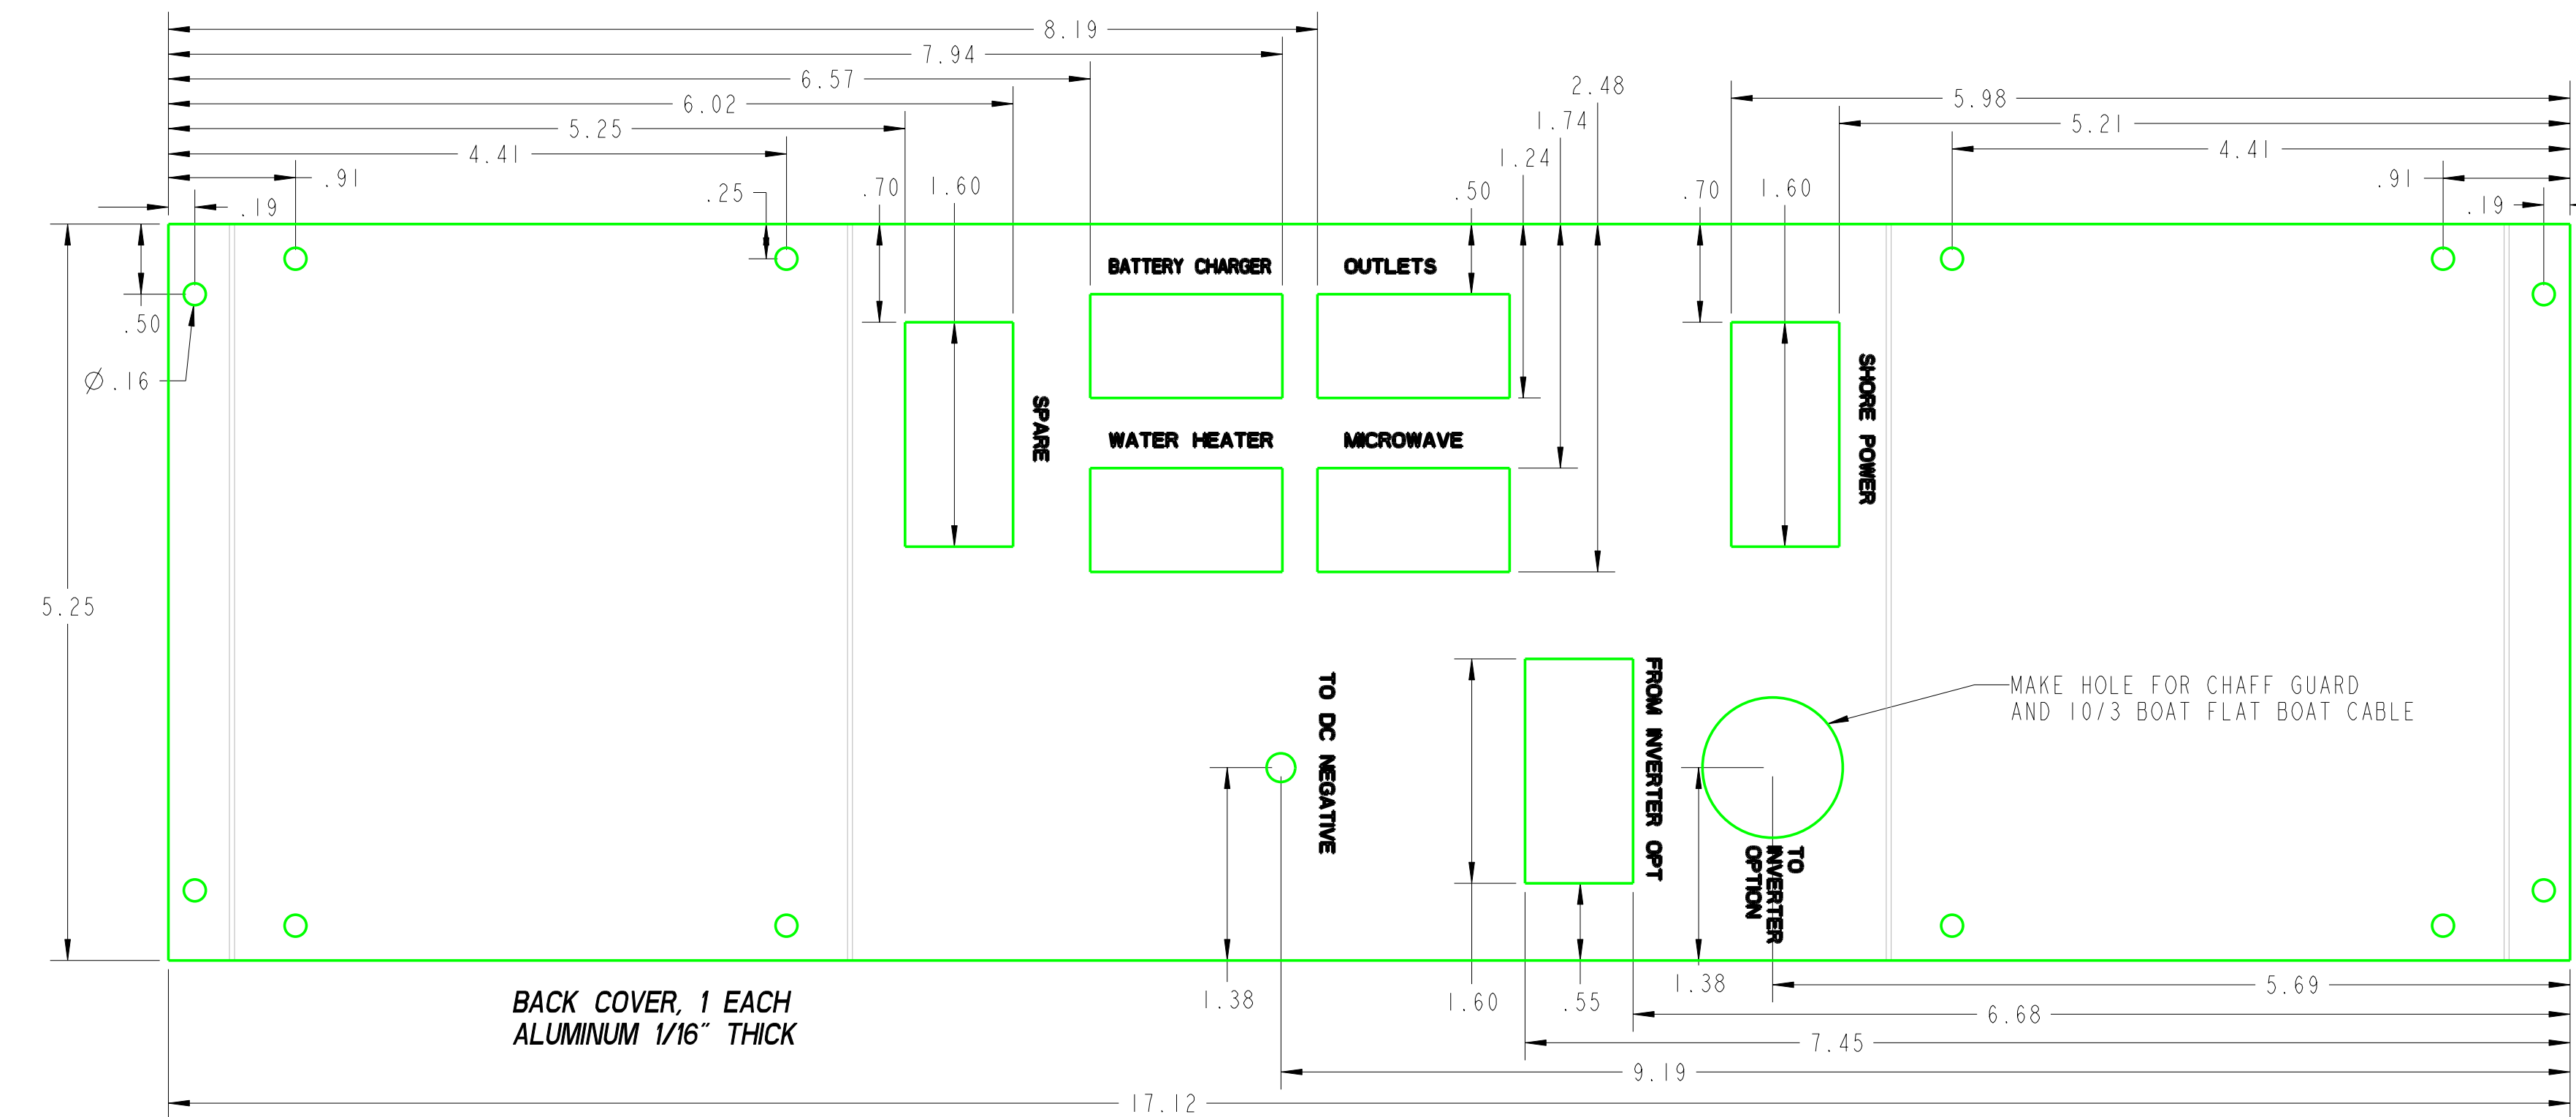 8.19
7.94
6.57
6.02
5.25
4.41
.91
.19
2.48
1.74
1.24
.50
5.98
5.21
4.41
.91
.19
.25
.70
1.60
.70
1.60
.50
Ø.16
5.25
BATTERY CHARGER
OUTLETS
WATER HEATER
MICROWAVE
SPARE
SHORE POWER
TO DC NEGATIVE
FROM INVERTER OPT
TO
INVERTER
OPTION
MAKE HOLE FOR CHAFF GUARD
AND 10/3 BOAT FLAT BOAT CABLE
BACK COVER, 1 EACH
ALUMINUM 1/16" THICK
1.38
1.60
.55
1.38
5.69
6.68
7.45
9.19
17.12